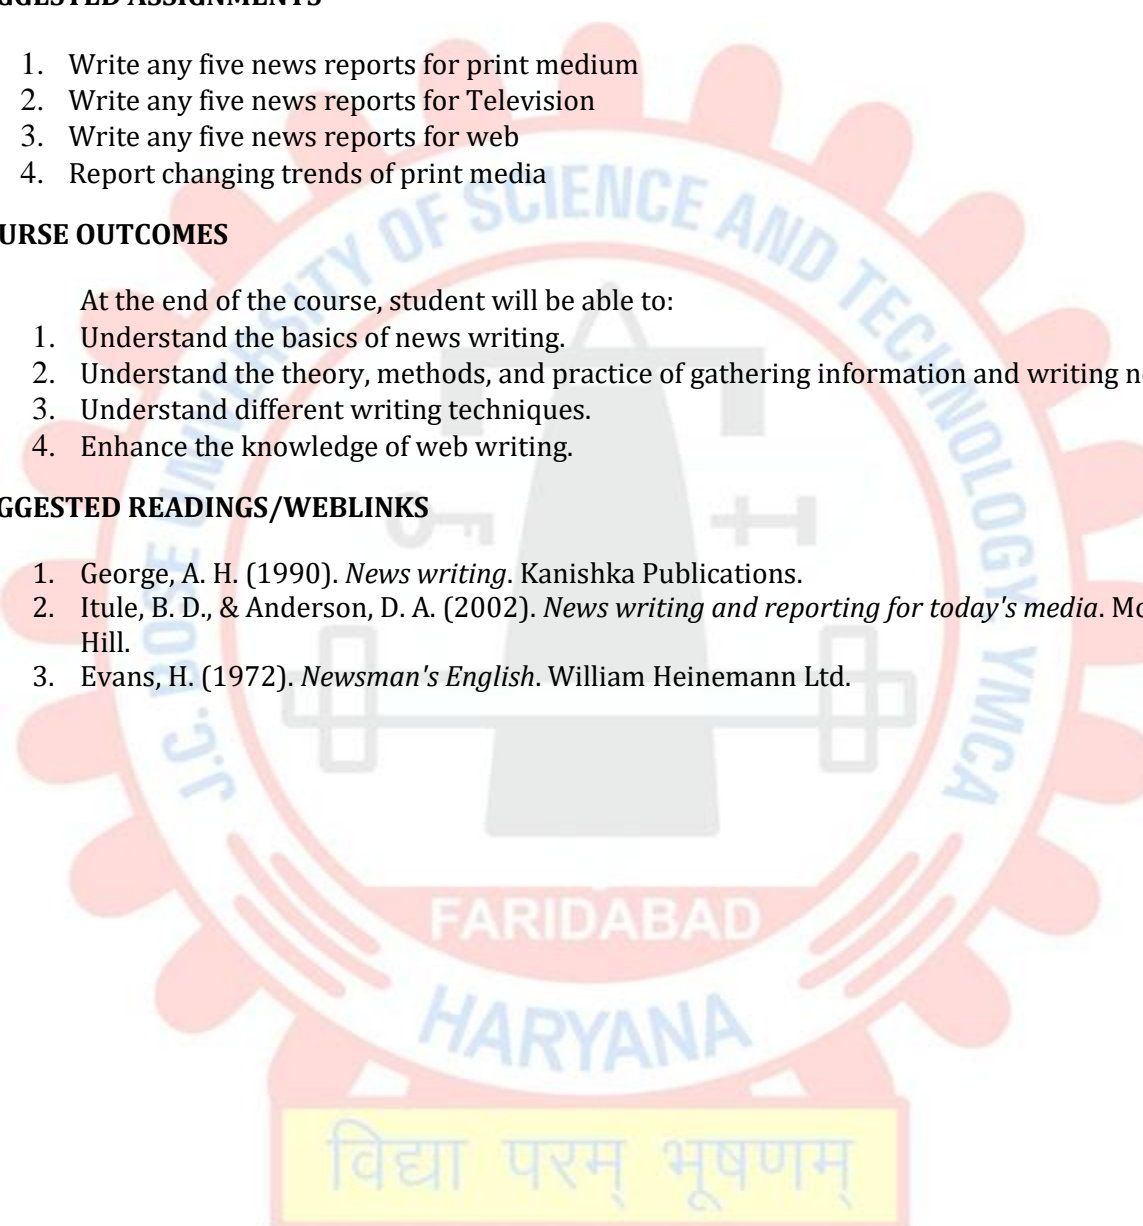 GGESTED ASSIGNMENTS
1. Write any five news reports for print medium
2. Write any five news reports for Television
3. Write any five news reports for web
4. Report changing trends of print media
URSE OUTCOMES
At the end of the course, student will be able to:
1. Understand the basics of news writing.
2. Understand the theory, methods, and practice of gathering information and writing n
3. Understand different writing techniques.
4. Enhance the knowledge of web writing.
GGESTED READINGS/WEBLINKS
1. George, A. H. (1990). News writing. Kanishka Publications.
2. Itule, B. D., & Anderson, D. A. (2002). News writing and reporting for today's media. Mc
Hill.
3. Evans, H. (1972). Newsman's English. William Heinemann Ltd.
J.C. BOSE UNIVERSITY OF SCIENCE AND TECHNOLOGY YMCA
FARIDABAD
HARYANA
विद्या परम् भूषणम्